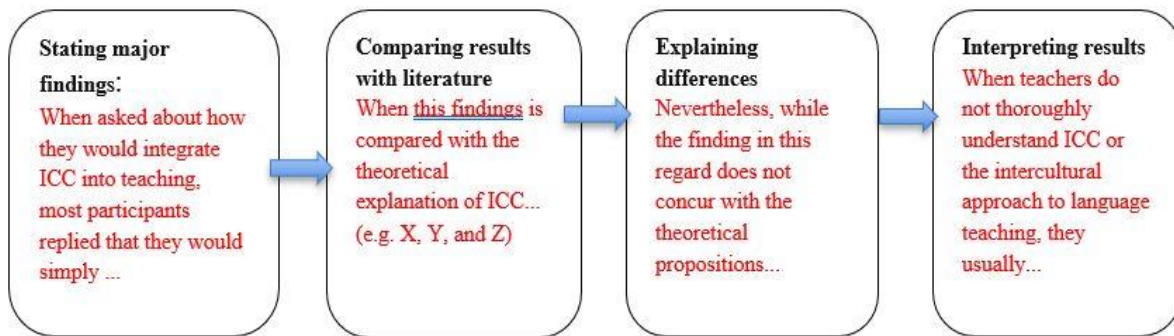 Stating major
findings:
When asked about how
they would integrate
ICC into teaching,
most participants
replied that they would
simply ...
Comparing results
with literature
When this findings is
compared with the
theoretical
explanation of ICC...
(e.g. X, Y, and Z)
Explaining
differences
Nevertheless, while
the finding in this
regard does not
concur with the
theoretical
propositions...
Interpreting results
When teachers do
not thoroughly
understand ICC or
the intercultural
approach to language
teaching, they
usually...